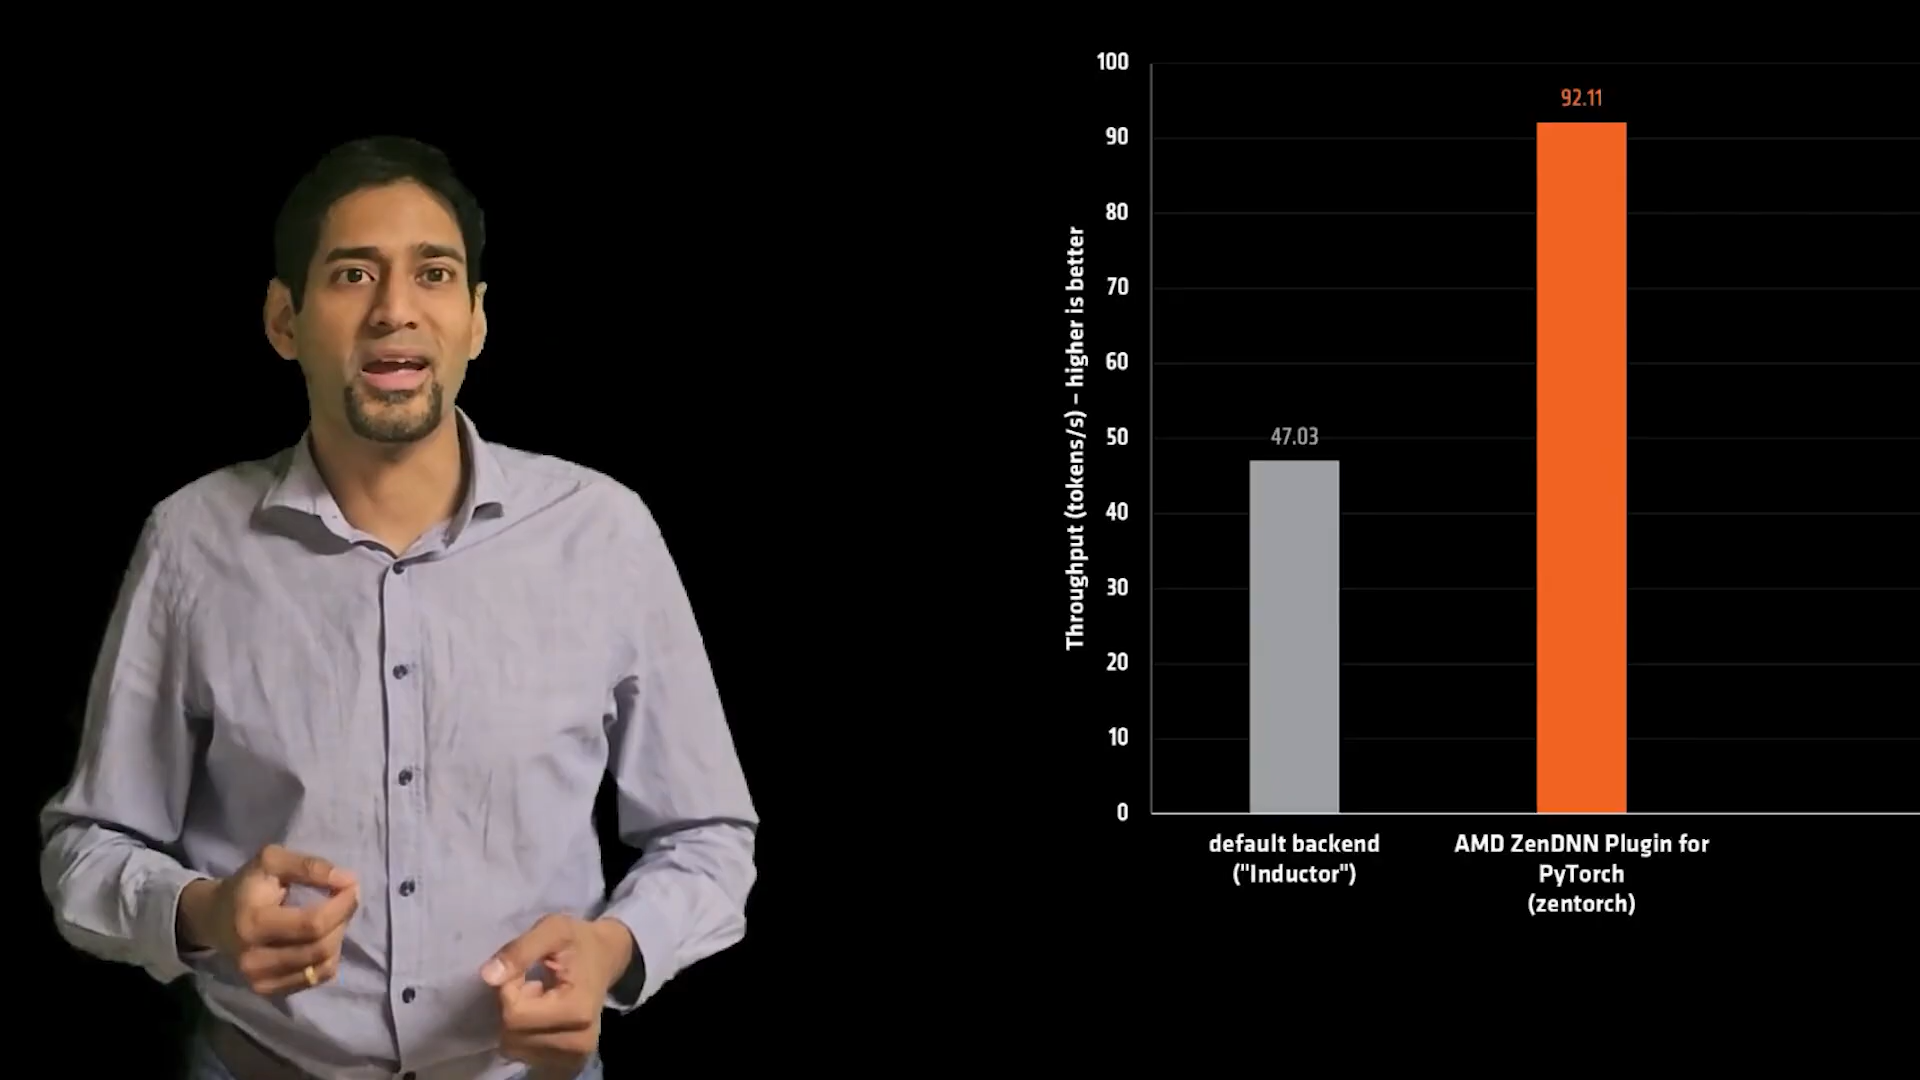 100
90
80
70
60
50
40
30
20
10
0
Throughput (tokens/s) – higher is better
47.03
92.11
default backend
("Inductor")
AMD ZenDNN Plugin for
PyTorch
(zentorch)